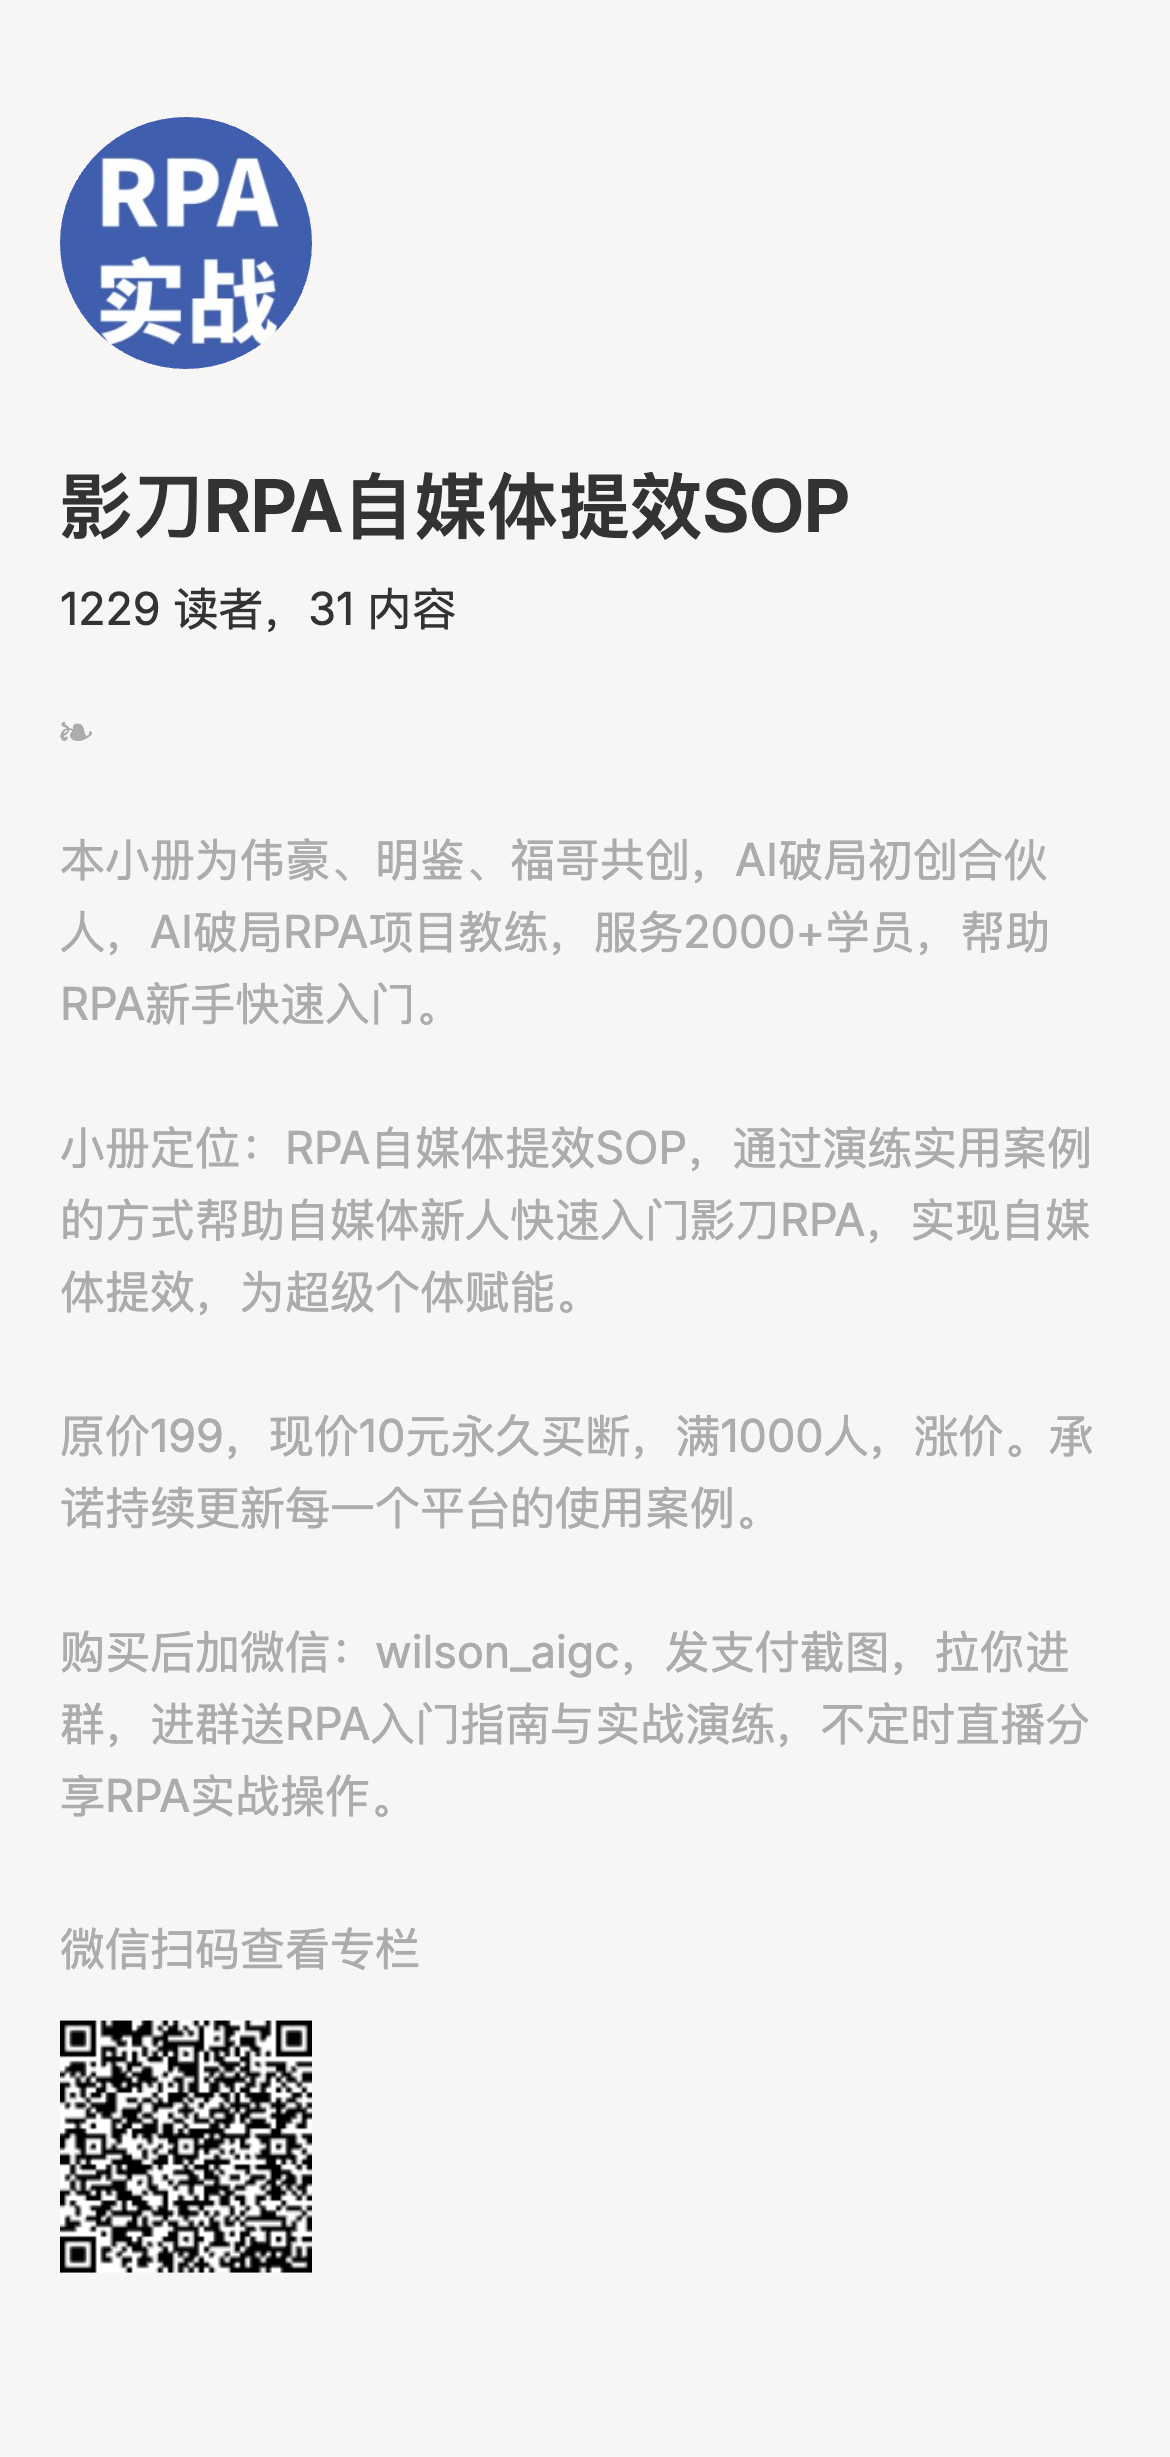 RPA
实战
影刀RPA自媒体提效SOP
1229 读者，31 内容
❧
本小册为伟豪、明鉴、福哥共创，AI破局初创合伙
人，AI破局RPA项目教练，服务2000+学员，帮助
RPA新手快速入门。
小册定位：RPA自媒体提效SOP，通过演练实用案例
的方式帮助自媒体新人快速入门影刀RPA，实现自媒
体提效，为超级个体赋能。
原价199，现价10元永久买断，满1000人，涨价。承
诺持续更新每一个平台的使用案例。
购买后加微信：wilson_aigc，发支付截图，拉你进
群，进群送RPA入门指南与实战演练，不定时直播分
享RPA实战操作。
微信扫码查看专栏